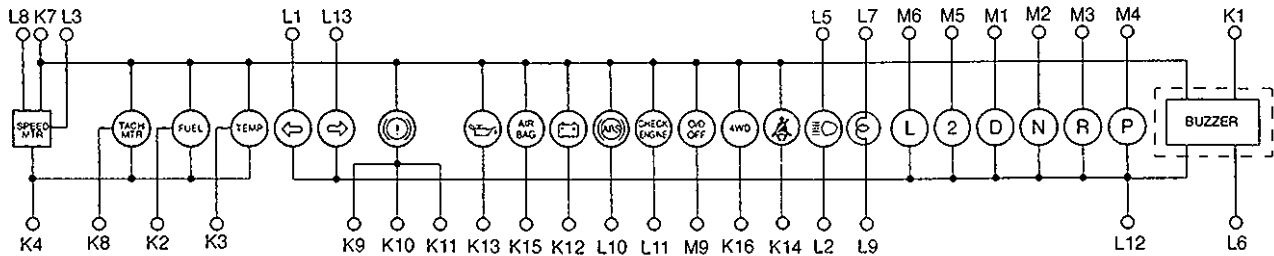 L8 K7 L3 L1 L13 L5 L7 M6 M5 M1 M2 M3 M4 K1
SPEED MTR TACH MTR FUEL TEMP ! AIR BAG ABS CHECK ENGINE O/D OFF 4WD L 2 D N R P BUZZER
K4 K8 K2 K3 K9 K10 K11 K13 K15 K12 L10 L11 M9 K16 K14 L2 L9 L12 L6